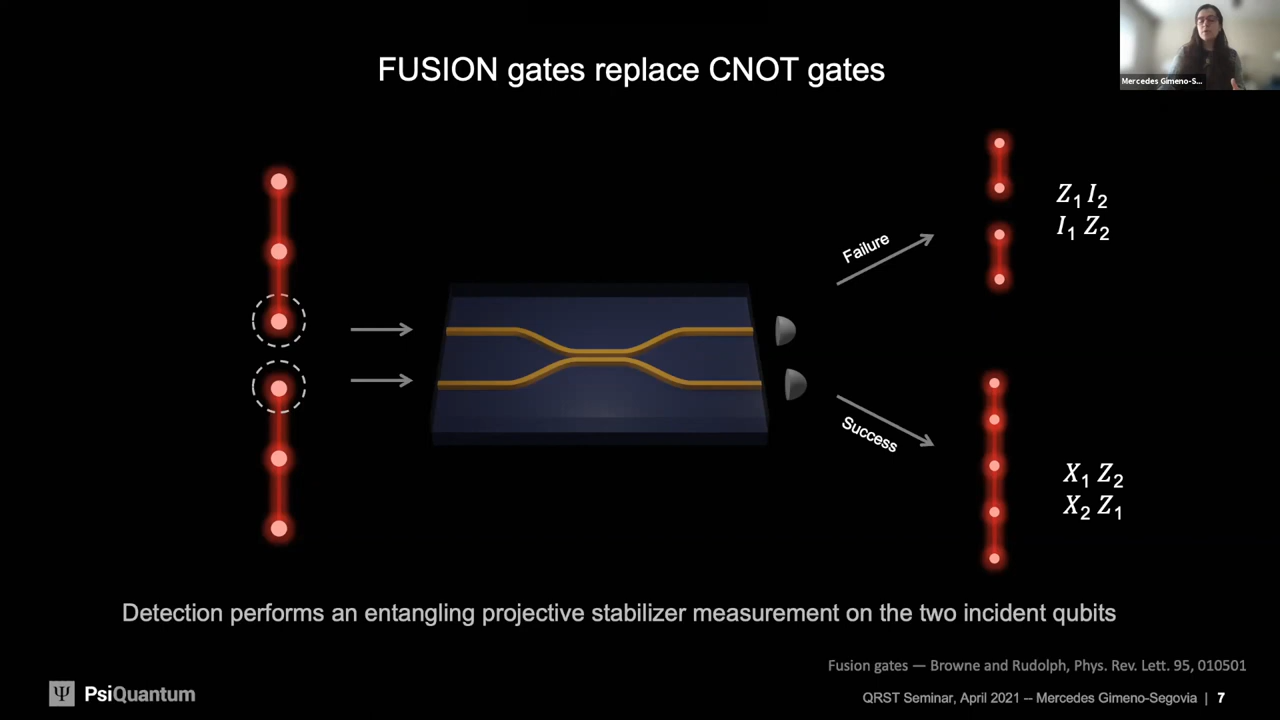 Mercedes Gimeno-S...
FUSION gates replace CNOT gates
Failure
Z₁ I₂
I₁ Z₂
Success
X₁ Z₂
X₂ Z₁
Detection performs an entangling projective stabilizer measurement on the two incident qubits
Fusion gates — Browne and Rudolph, Phys. Rev. Lett. 95, 010501
Ψ PsiQuantum
QRST Seminar, April 2021 -- Mercedes Gimeno-Segovia | 7